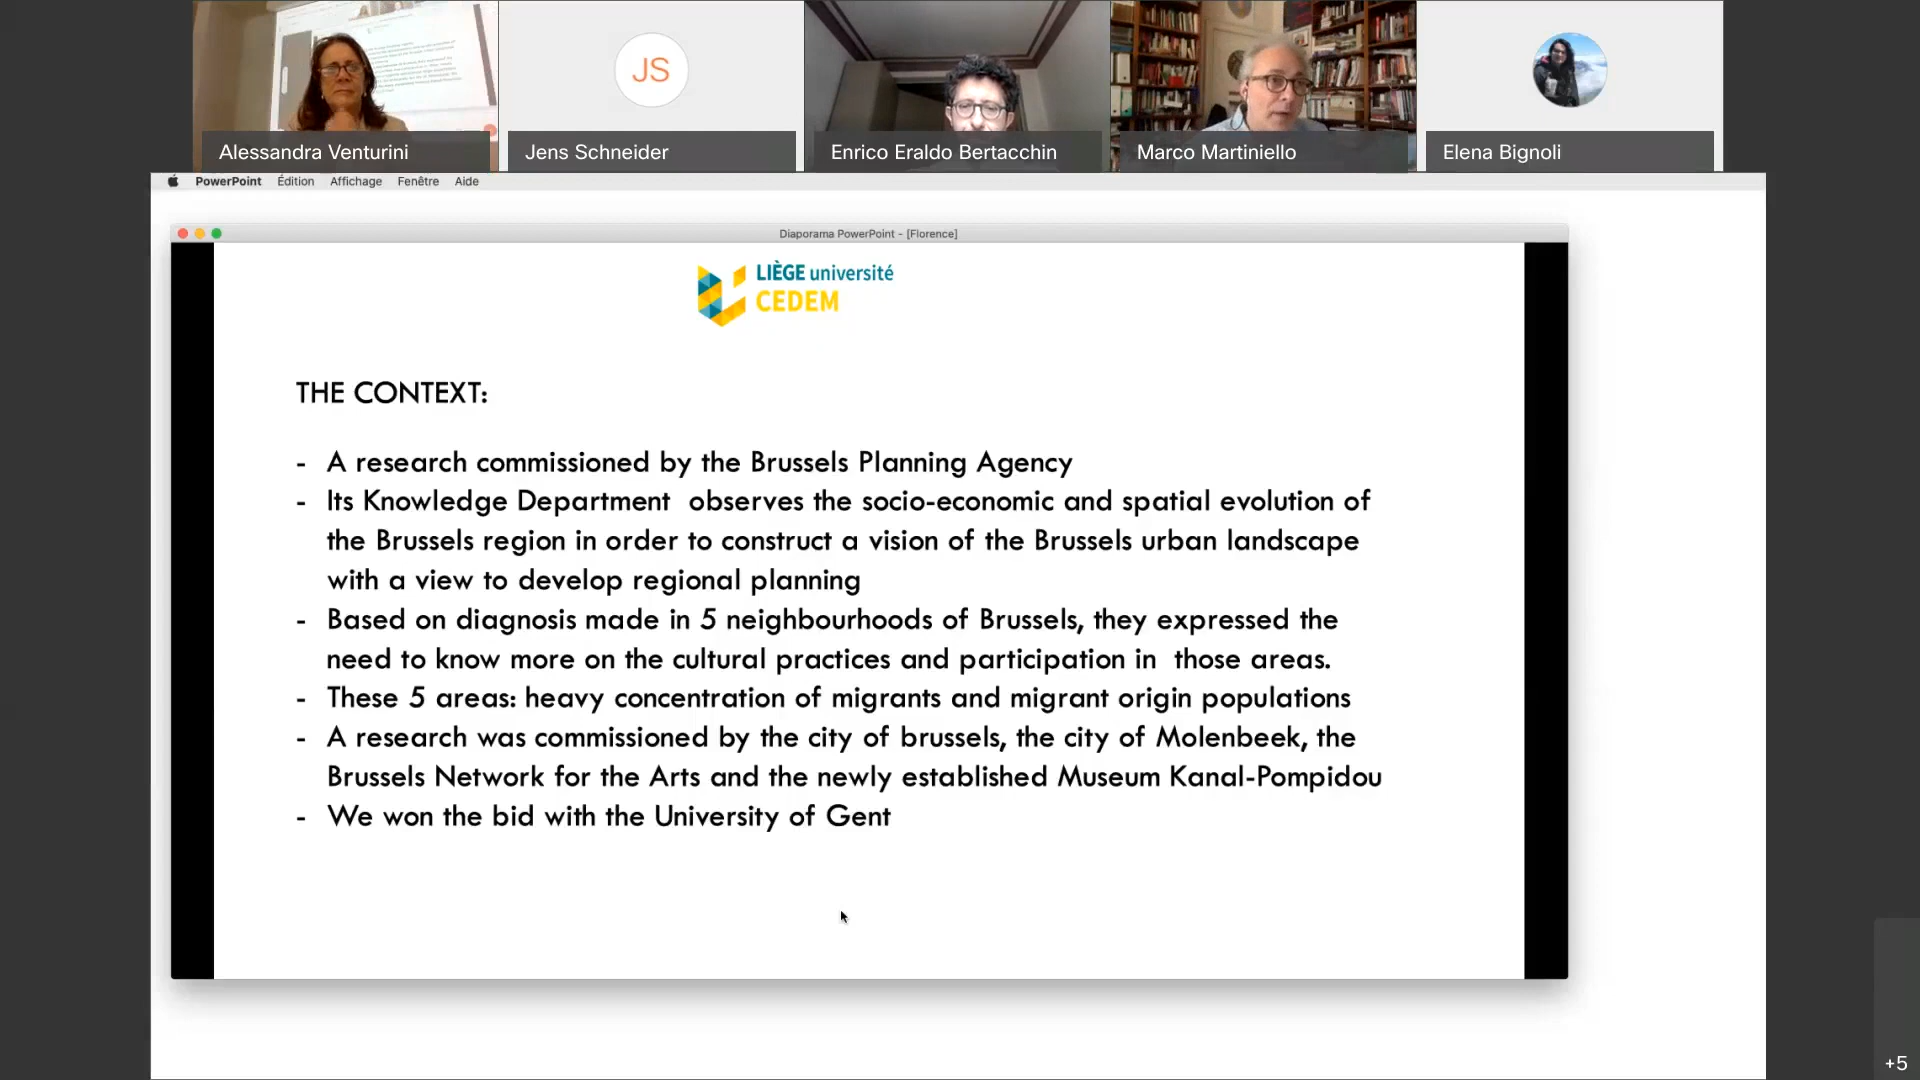 JS
Alessandra Venturini
Jens Schneider
Enrico Eraldo Bertacchin
Marco Martiniello
Elena Bignoli
PowerPoint Édition Affichage Fenêtre Aide
Diaporama PowerPoint - [Florence]
LIÈGE université
CEDEM
THE CONTEXT:
- A research commissioned by the Brussels Planning Agency
- Its Knowledge Department observes the socio-economic and spatial evolution of
the Brussels region in order to construct a vision of the Brussels urban landscape
with a view to develop regional planning
- Based on diagnosis made in 5 neighbourhoods of Brussels, they expressed the
need to know more on the cultural practices and participation in those areas.
- These 5 areas: heavy concentration of migrants and migrant origin populations
- A research was commissioned by the city of brussels, the city of Molenbeek, the
Brussels Network for the Arts and the newly established Museum Kanal-Pompidou
- We won the bid with the University of Gent
+5